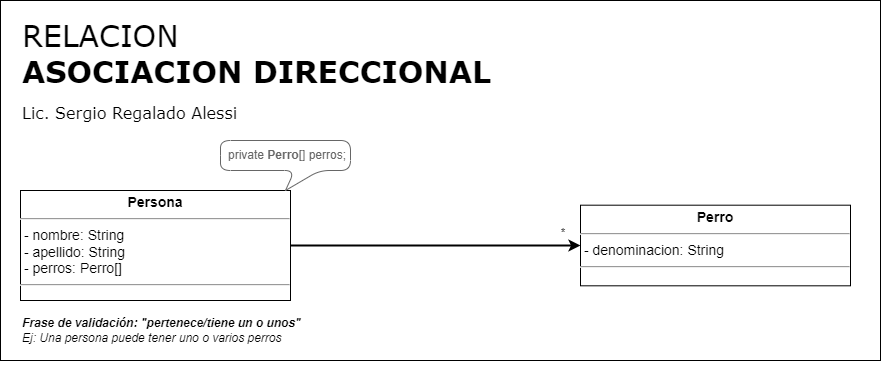 RELACION
ASOCIACION DIRECCIONAL
Lic. Sergio Regalado Alessi
private Perro[] perros;
Persona
- nombre: String
- apellido: String
- perros: Perro[]
*
Perro
- denominacion: String
Frase de validación: "pertenece/tiene un o unos"
Ej: Una persona puede tener uno o varios perros